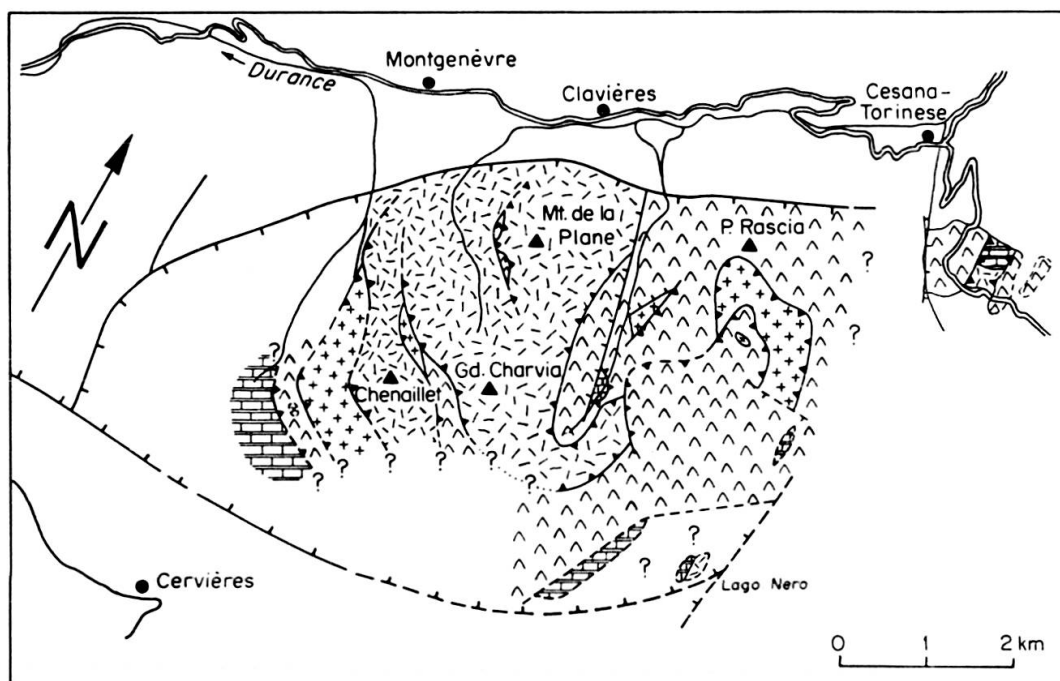 Montgenèvre
Durance
Clavières
Cesana-
Torinese
N
Mt. de la
Plane
P. Rascia
?
?
Gd. Charvia
Chenaillet
?
?
?
?
?
?
?
?
?
?
Cervières
Lago Nero
0 1 2 km